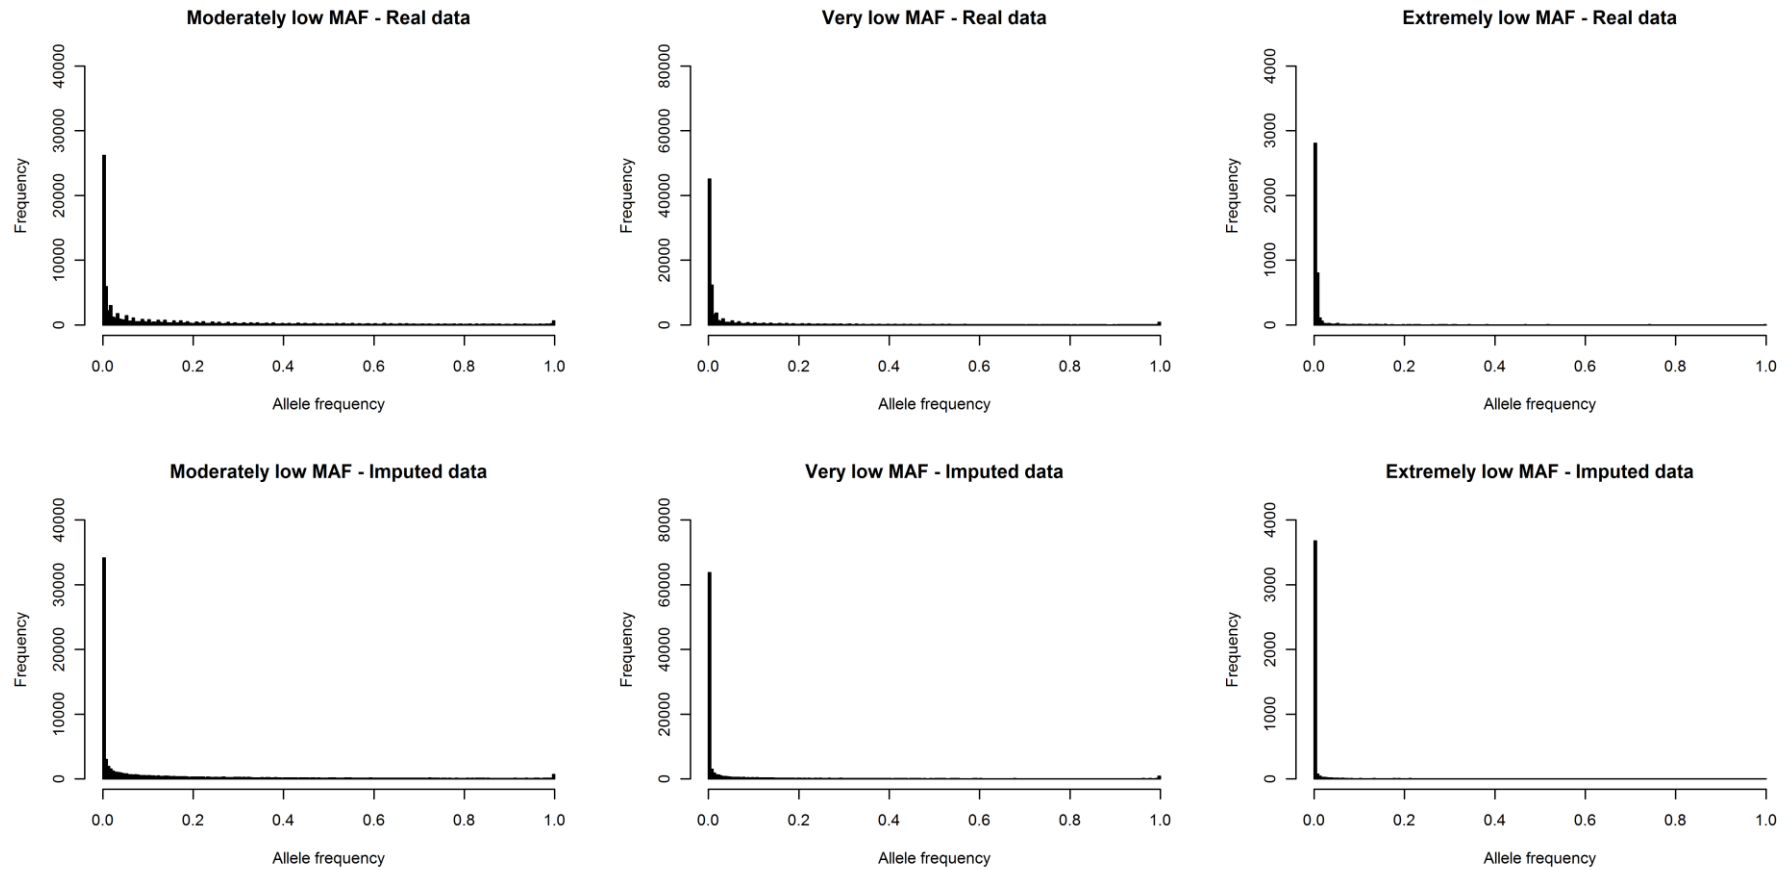 Moderately low MAF - Real data
Frequency
0 10000 20000 30000 40000
0.0 0.2 0.4 0.6 0.8 1.0
Allele frequency
Very low MAF - Real data
Frequency
0 20000 40000 60000 80000
0.0 0.2 0.4 0.6 0.8 1.0
Allele frequency
Extremely low MAF - Real data
Frequency
0 1000 2000 3000 4000
0.0 0.2 0.4 0.6 0.8 1.0
Allele frequency
Moderately low MAF - Imputed data
Frequency
0 10000 20000 30000 40000
0.0 0.2 0.4 0.6 0.8 1.0
Allele frequency
Very low MAF - Imputed data
Frequency
0 20000 40000 60000 80000
0.0 0.2 0.4 0.6 0.8 1.0
Allele frequency
Extremely low MAF - Imputed data
Frequency
0 1000 2000 3000 4000
0.0 0.2 0.4 0.6 0.8 1.0
Allele frequency